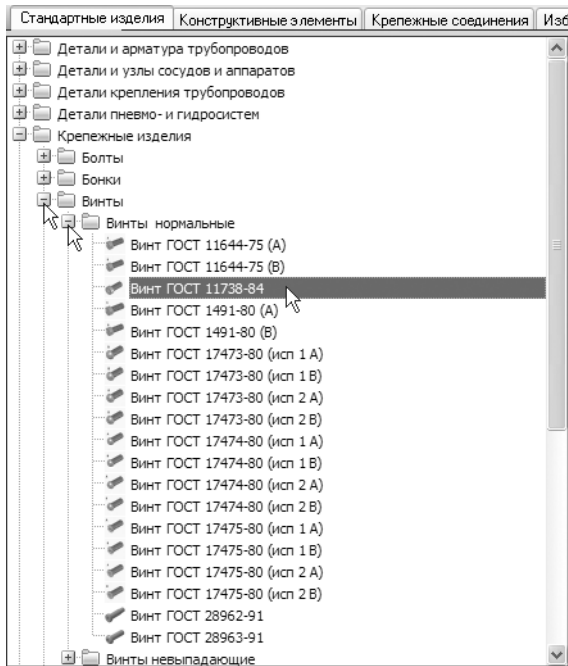 Стандартные изделия Конструктивные элементы Крепежные соединения Изб
Детали и арматура трубопроводов
Детали и узлы сосудов и аппаратов
Детали крепления трубопроводов
Детали пневмо- и гидросистем
Крепежные изделия
Болты
Бонки
Винты
Винты нормальные
Винт ГОСТ 11644-75 (А)
Винт ГОСТ 11644-75 (В)
Винт ГОСТ 11738-84
Винт ГОСТ 1491-80 (А)
Винт ГОСТ 1491-80 (В)
Винт ГОСТ 17473-80 (исп 1 А)
Винт ГОСТ 17473-80 (исп 1 В)
Винт ГОСТ 17473-80 (исп 2 А)
Винт ГОСТ 17473-80 (исп 2 В)
Винт ГОСТ 17474-80 (исп 1 А)
Винт ГОСТ 17474-80 (исп 1 В)
Винт ГОСТ 17474-80 (исп 2 А)
Винт ГОСТ 17474-80 (исп 2 В)
Винт ГОСТ 17475-80 (исп 1 А)
Винт ГОСТ 17475-80 (исп 1 В)
Винт ГОСТ 17475-80 (исп 2 А)
Винт ГОСТ 17475-80 (исп 2 В)
Винт ГОСТ 28962-91
Винт ГОСТ 28963-91
Винты невыпадающие